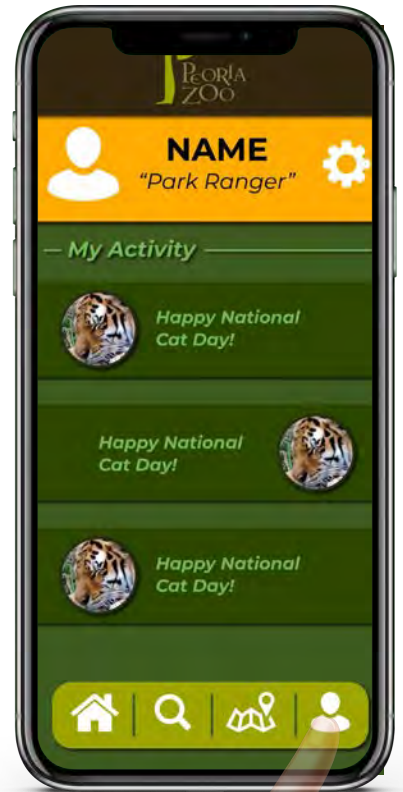 PEORIA
ZOO
NAME
"Park Ranger"
My Activity
Happy National
Cat Day!
Happy National
Cat Day!
Happy National
Cat Day!